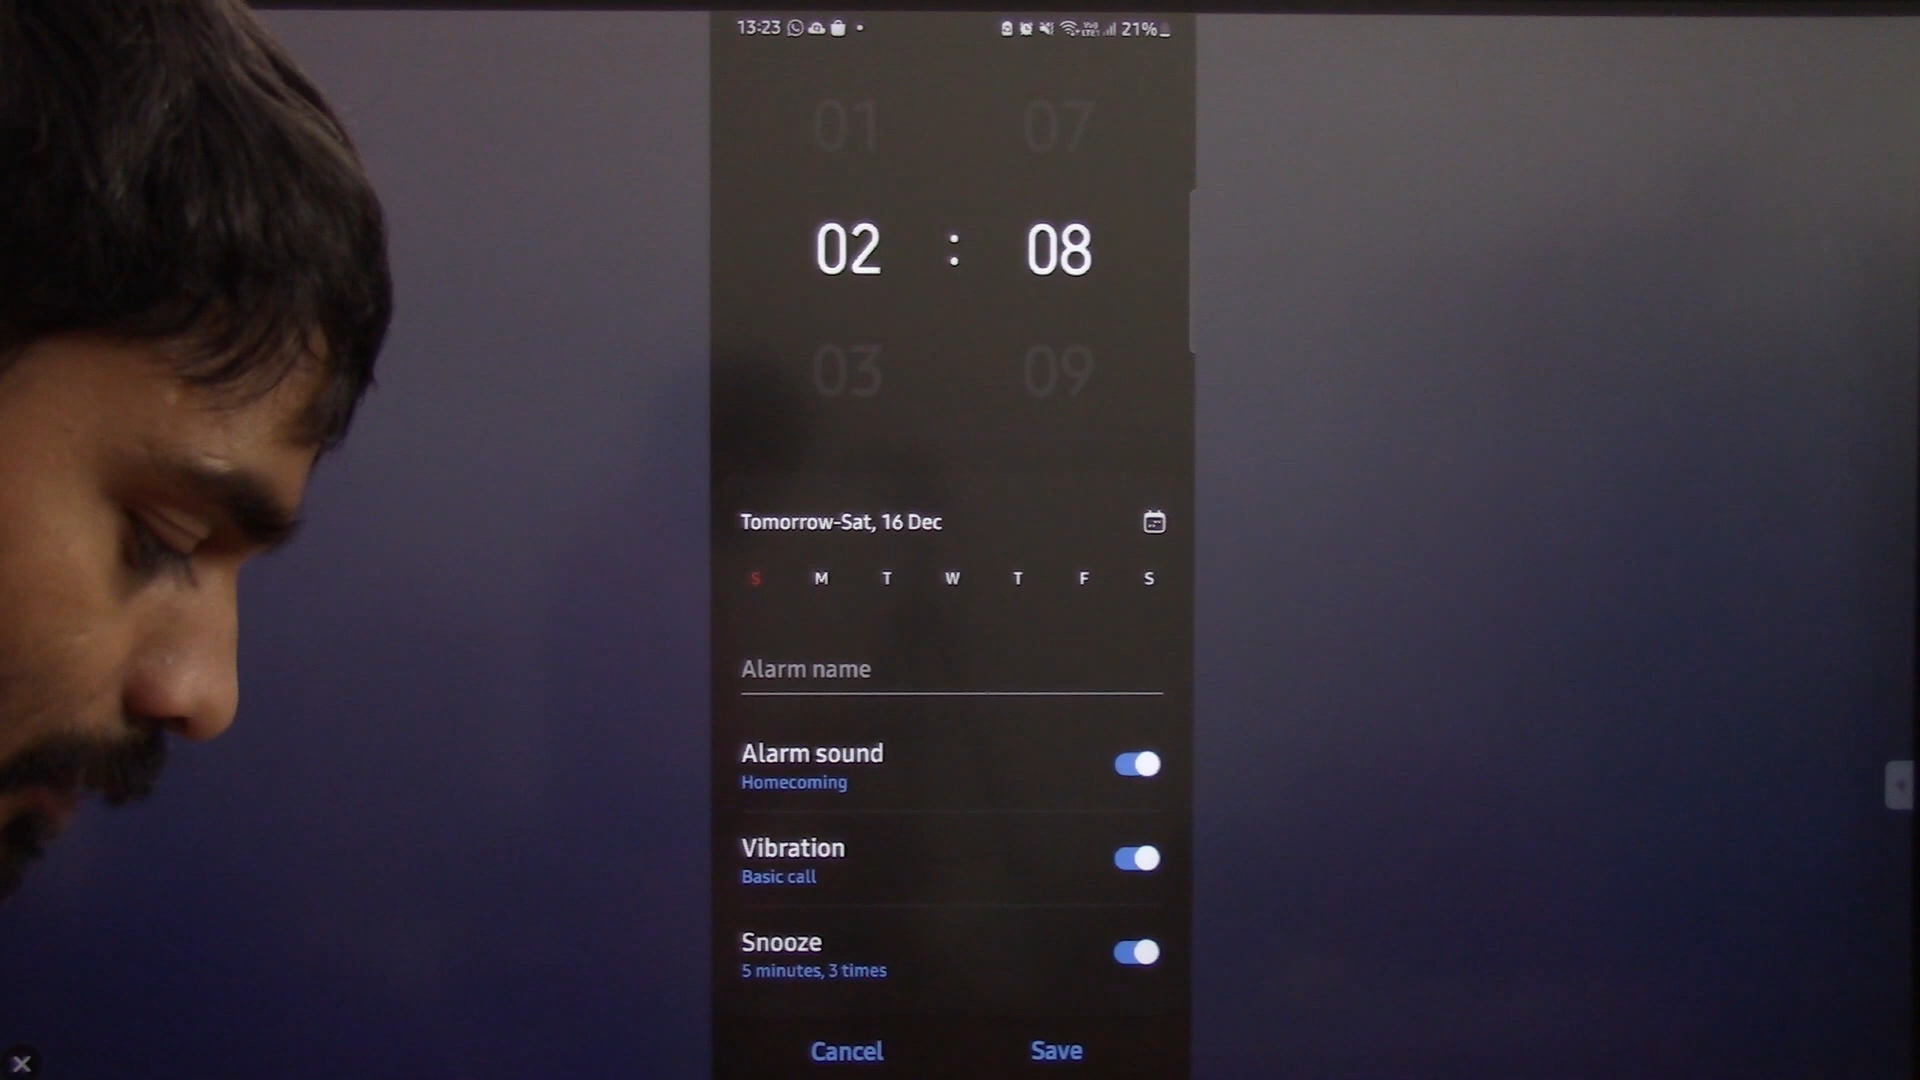 13:23 21%
01 07
02 : 08
03 09
Tomorrow-Sat, 16 Dec
S M T W T F S
Alarm name
Alarm sound
Homecoming
Vibration
Basic call
Snooze
5 minutes, 3 times
Cancel Save